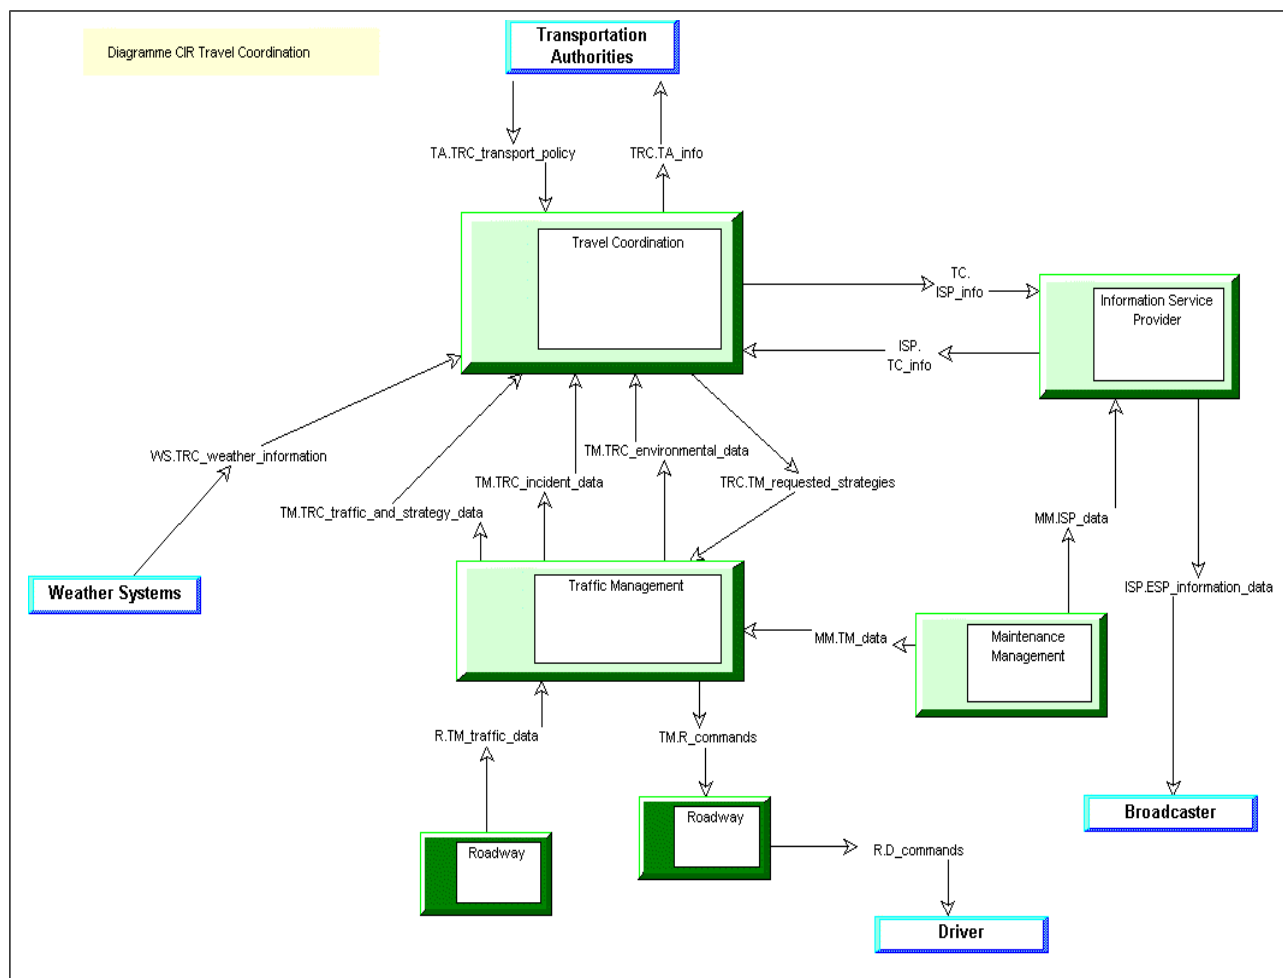 Diagramme CIR Travel Coordination
Transportation
Authorities
TA.TRC_transport_policy
TRC.TA_info
Travel Coordination
TC.
ISP_info
Information Service
Provider
ISP.
TC_info
WS.TRC_weather_information
TM.TRC_environmental_data
TM.TRC_incident_data
TRC.TM_requested_strategies
TM.TRC_traffic_and_strategy_data
MM.ISP_data
Weather Systems
Traffic Management
ISP.ESP_information_data
MM.TM_data
Maintenance
Management
R.TM_traffic_data
TM.R_commands
Broadcaster
Roadway
Roadway
R.D_commands
Driver